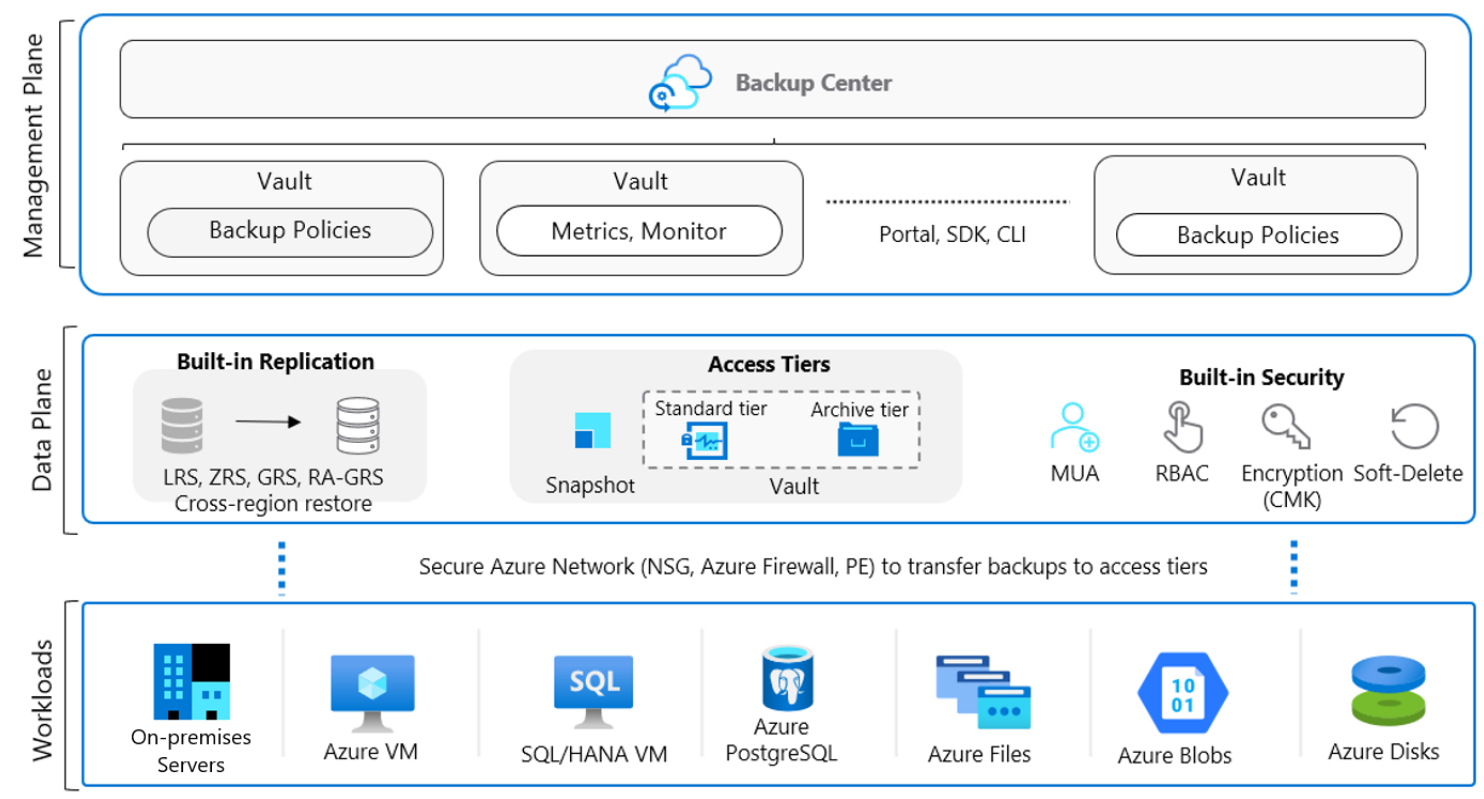 Management Plane
Backup Center
Vault
Backup Policies
Vault
Metrics, Monitor
Portal, SDK, CLI
Vault
Backup Policies
Data Plane
Built-in Replication
LRS, ZRS, GRS, RA-GRS
Cross-region restore
Access Tiers
Snapshot
Standard tier
Archive tier
Vault
Built-in Security
MUA
RBAC
Encryption
(CMK)
Soft-Delete
Secure Azure Network (NSG, Azure Firewall, PE) to transfer backups to access tiers
Workloads
On-premises
Servers
Azure VM
SQL
SQL/HANA VM
Azure
PostgreSQL
Azure Files
10
01
Azure Blobs
Azure Disks